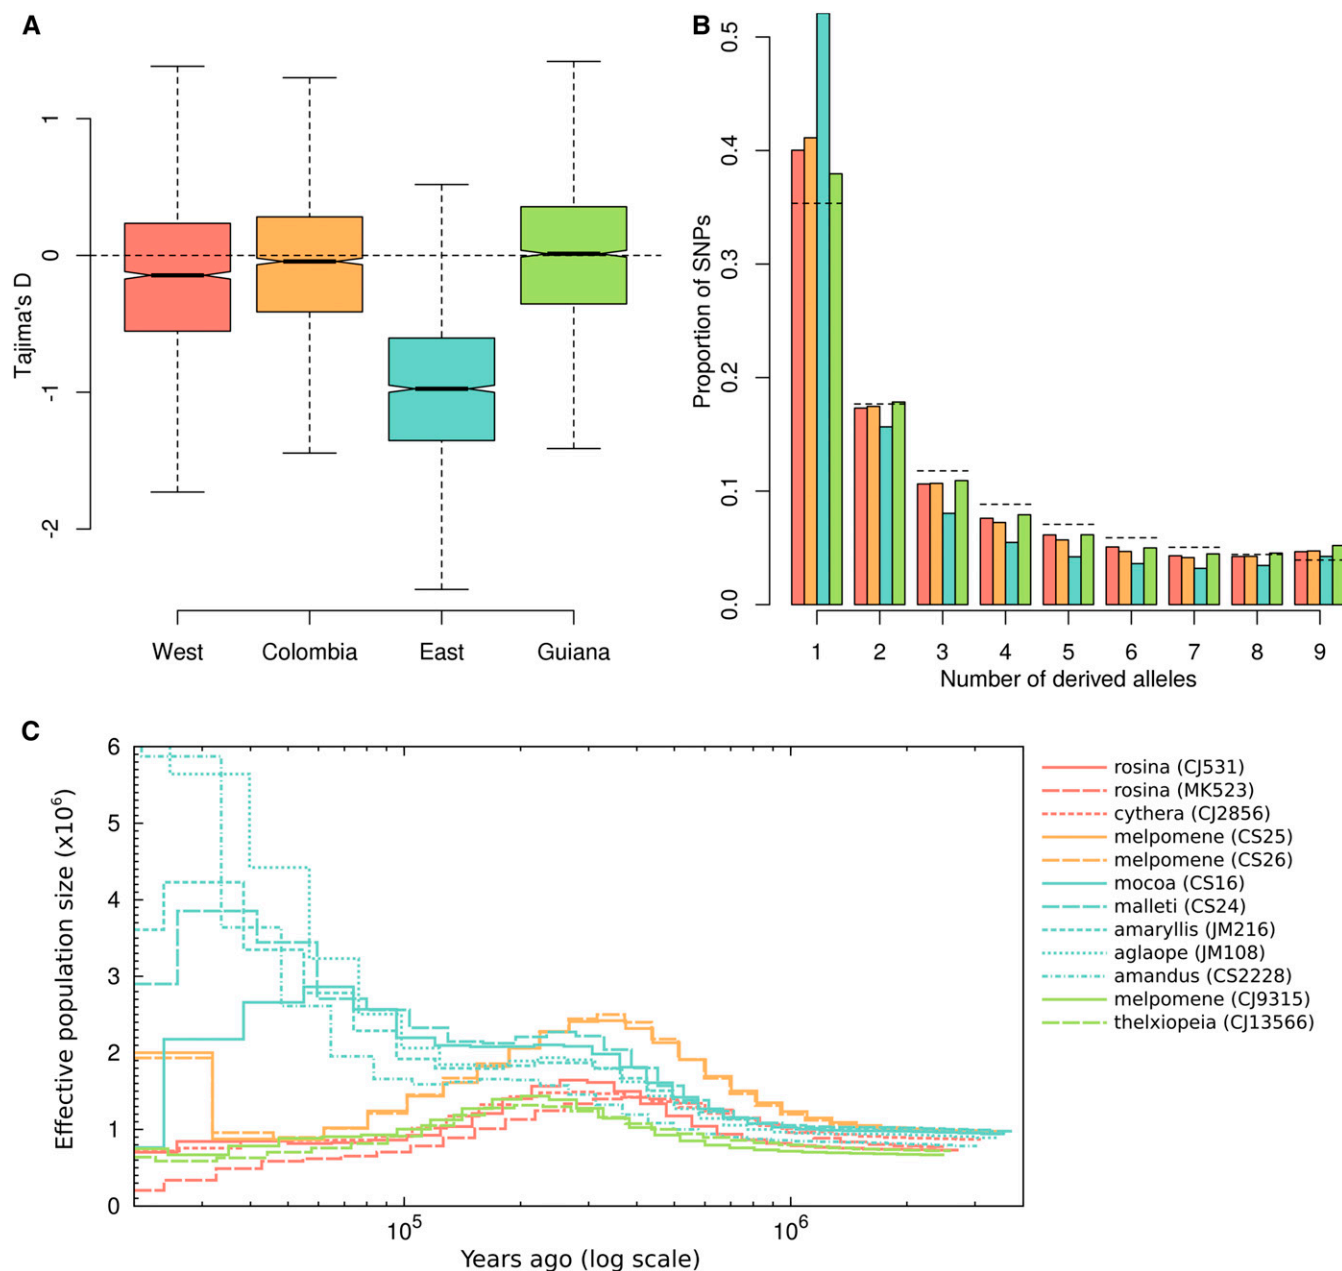 A
B
Tajima's D
1
0
-1
-2
West Colombia East Guiana
Proportion of SNPs
0.5
0.4
0.3
0.2
0.1
0.0
1 2 3 4 5 6 7 8 9
Number of derived alleles
C
Effective population size (x10⁶)
6
5
4
3
2
1
0
10⁵ 10⁶
Years ago (log scale)
rosina (CJ531)
rosina (MK523)
cythera (CJ2856)
melpomene (CS25)
melpomene (CS26)
mocoa (CS16)
malleti (CS24)
amaryllis (JM216)
aglaope (JM108)
amandus (CS2228)
melpomene (CJ9315)
thelxiopeia (CJ13566)